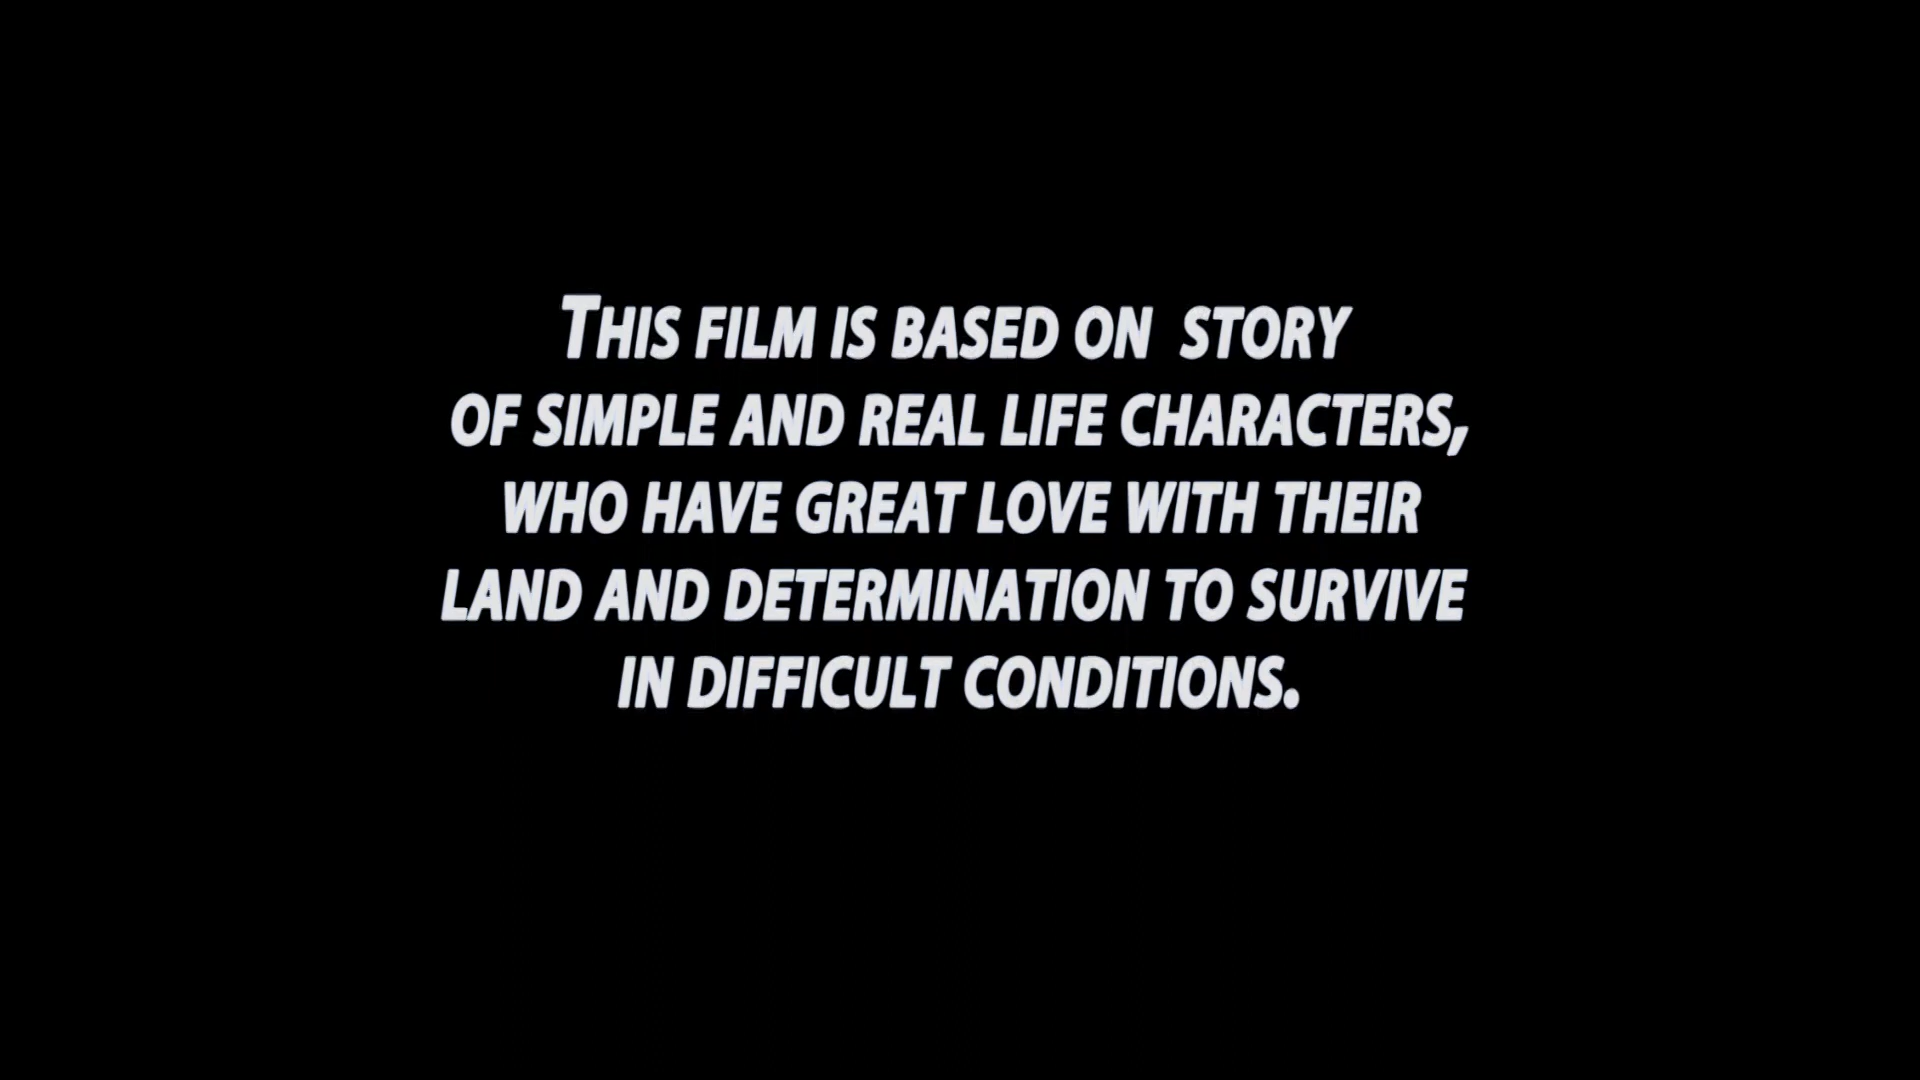 THIS FILM IS BASED ON  STORY
OF SIMPLE AND REAL LIFE CHARACTERS,
WHO HAVE GREAT LOVE WITH THEIR
LAND AND DETERMINATION TO SURVIVE
IN DIFFICULT CONDITIONS.